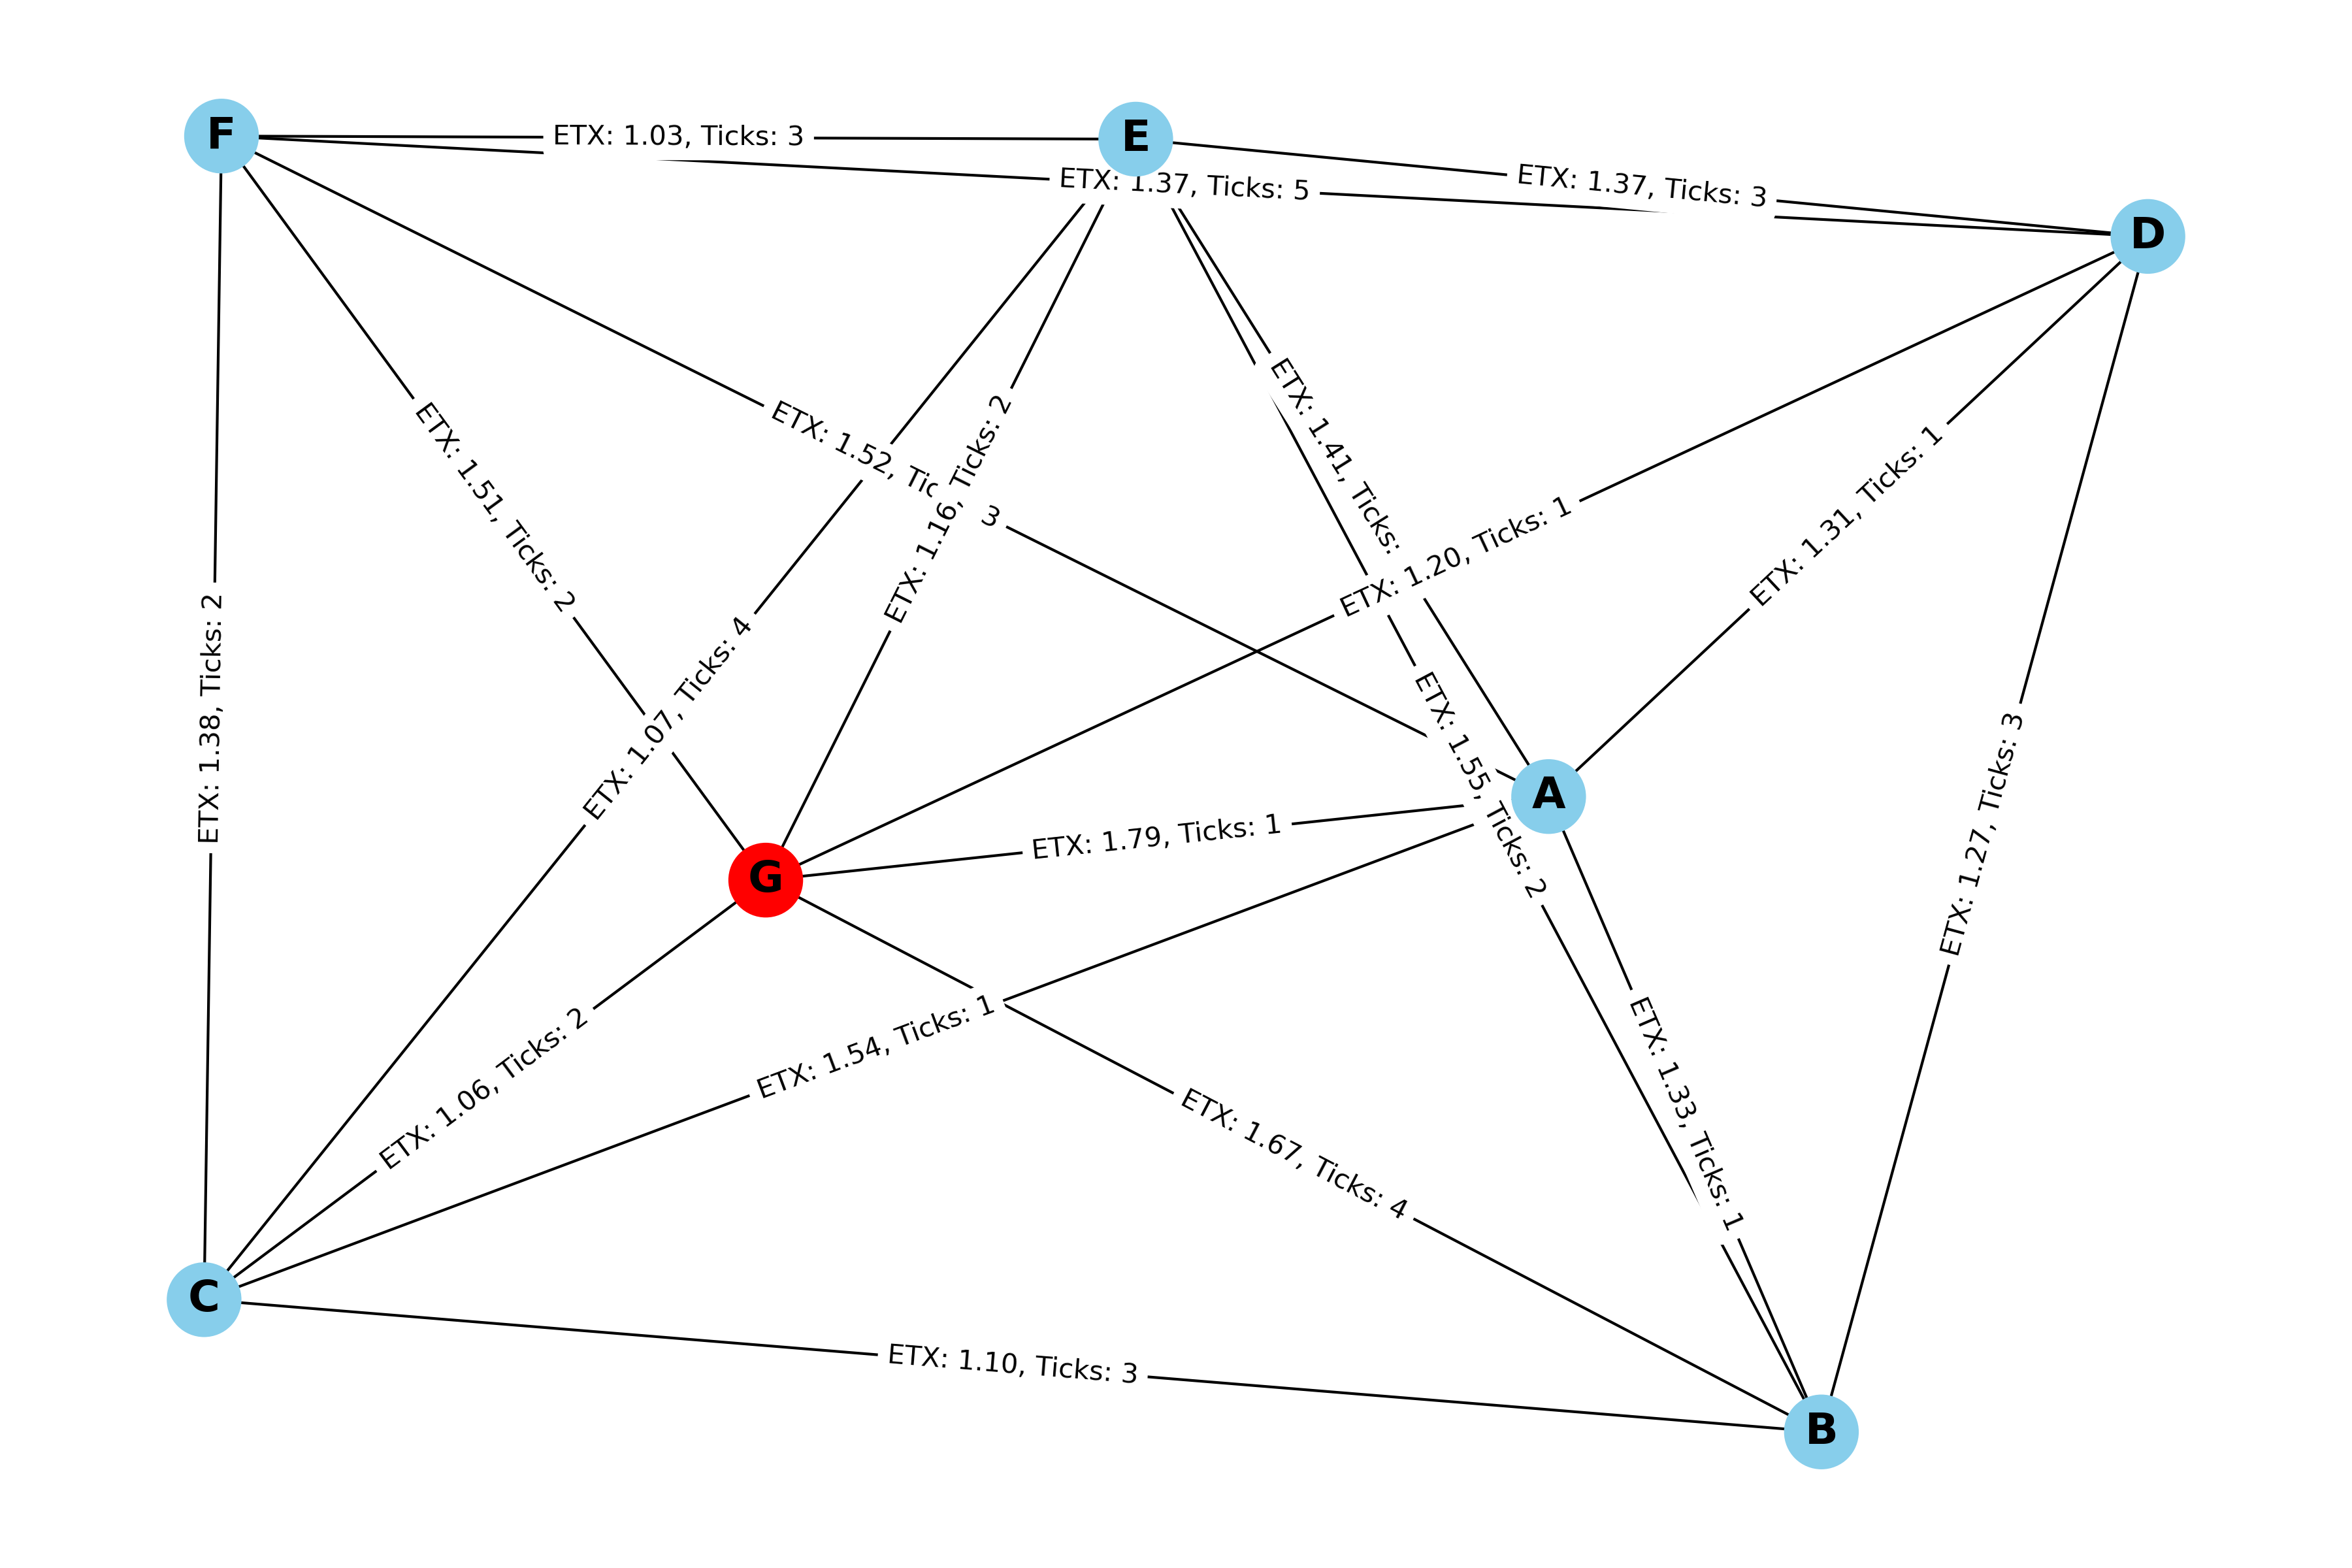 F
E
ETX: 1.03, Ticks: 3
ETX: 1.37, Ticks: 3
ETX: 1.37, Ticks: 5
D
ETX: 1.52, Tic 3
ETX: 1.51, Ticks: 2
ETX: 1.16, Ticks: 2
ETX: 1.41, Ticks:
ETX: 1.20, Ticks: 1
ETX: 1.31, Ticks: 1
ETX: 1.38, Ticks: 2
ETX: 1.07, Ticks: 4
ETX: 1.55, Ticks: 2
A
ETX: 1.27, Ticks: 3
ETX: 1.79, Ticks: 1
G
ETX: 1.06, Ticks: 2
ETX: 1.54, Ticks: 1
ETX: 1.33, Ticks: 1
ETX: 1.67, Ticks: 4
C
ETX: 1.10, Ticks: 3
B